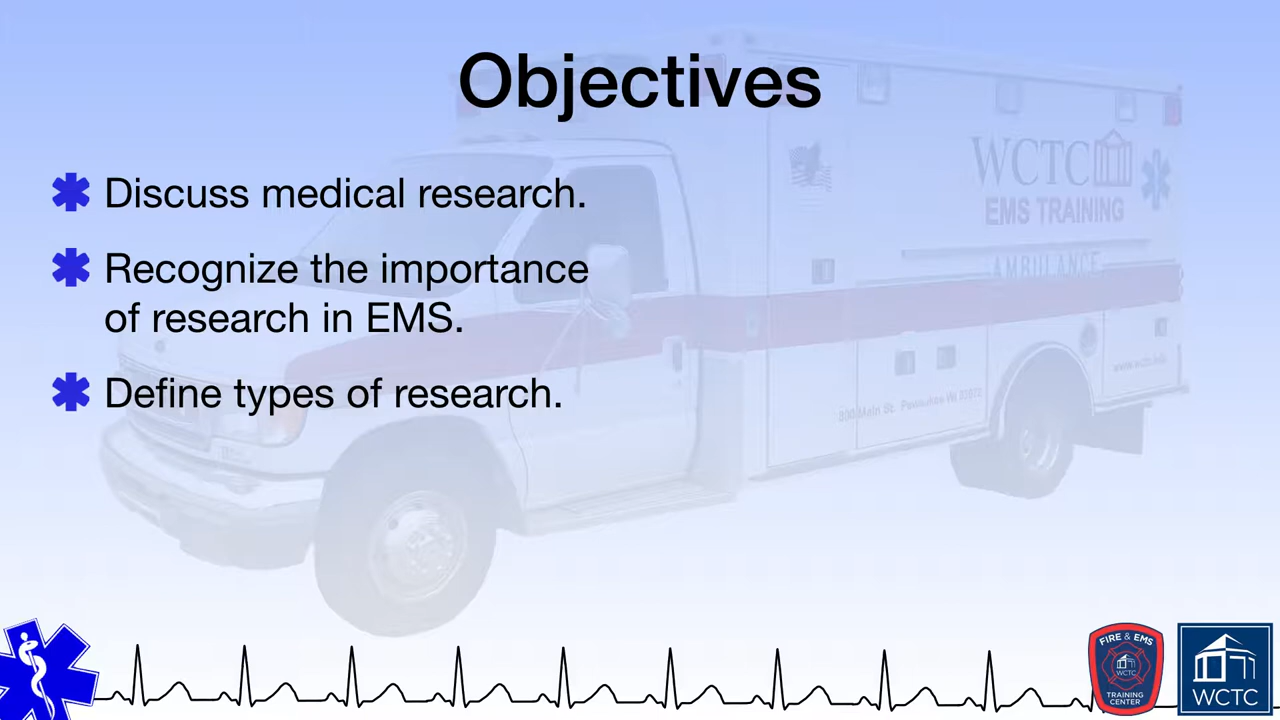 Objectives
Discuss medical research.
Recognize the importance
of research in EMS.
Define types of research.
WCTC
EMS TRAINING
AMBULANCE
FIRE & EMS
WCTC
TRAINING
CENTER
WCTC